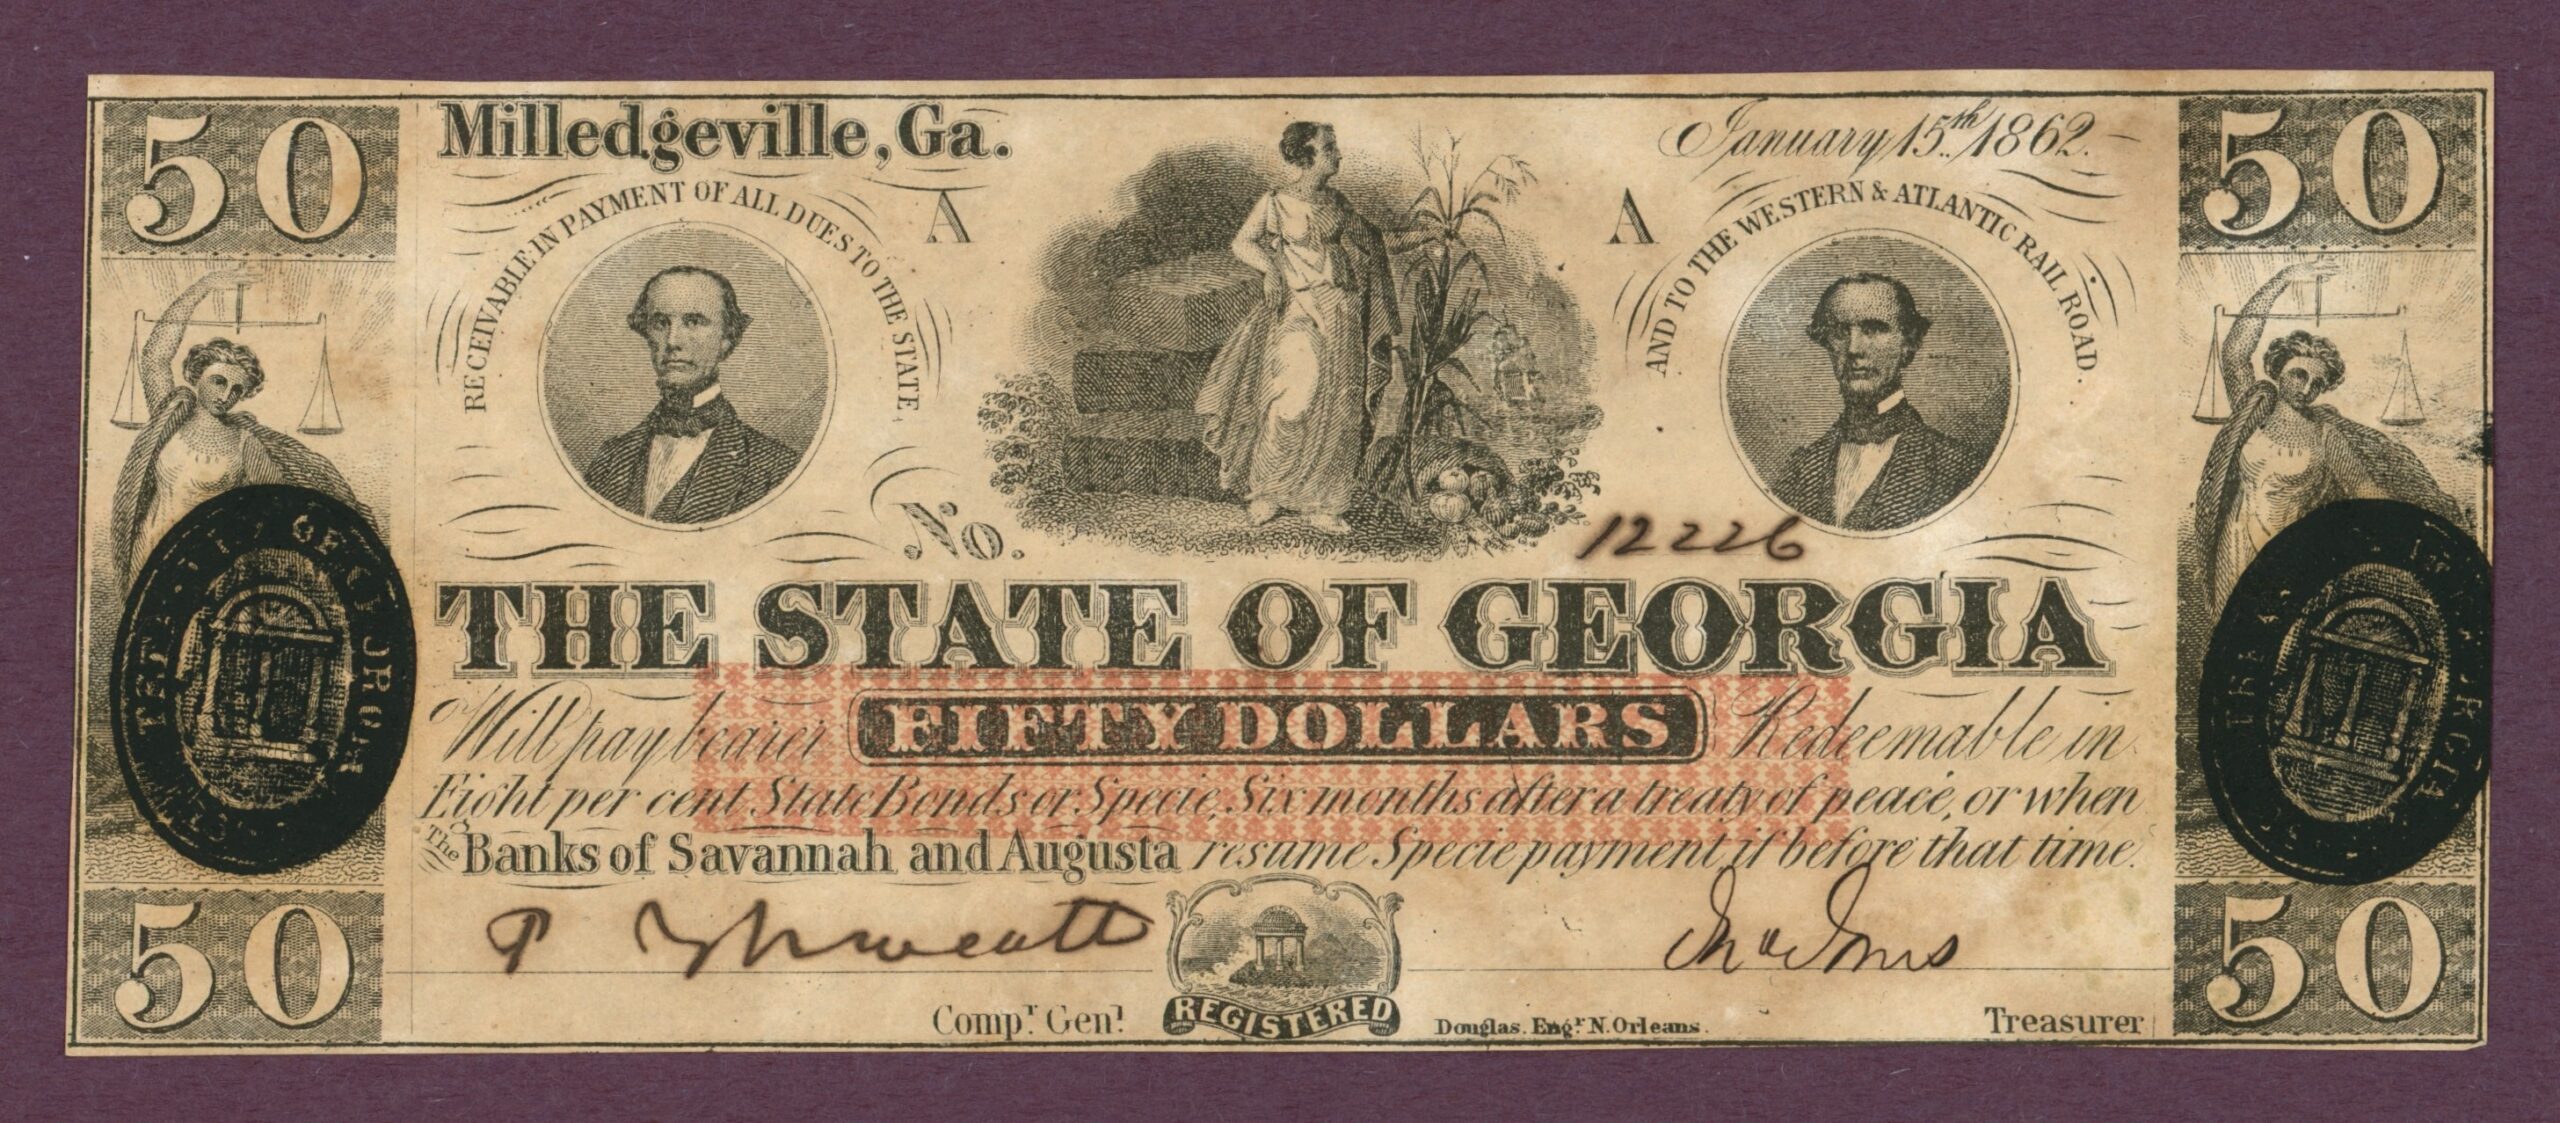 50
Milledgeville, Ga.
January 15th. 1862.
50
RECEIVABLE IN PAYMENT OF ALL DUES TO THE STATE,
A
A
AND TO THE WESTERN & ATLANTIC RAIL ROAD.
No. 12226
THE STATE OF GEORGIA
Will pay bearer FIFTY DOLLARS Redeemable in
Eight per cent State Bonds or Specie, Six months after a treaty of peace, or when
The Banks of Savannah and Augusta resume Specie payment if before that time.
50
Compr. Genl.
REGISTERED
Douglas. Engr. N. Orleans.
Jno Jones
Treasurer
50